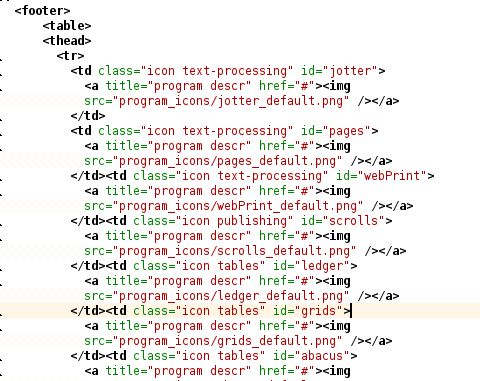 <footer>
<table>
<thead>
<tr>
<td class="icon text-processing" id="jotter">
<a title="program descr" href="#"><img
src="program_icons/jotter_default.png" /></a>
</td>
<td class="icon text-processing" id="pages">
<a title="program descr" href="#"><img
src="program_icons/pages_default.png" /></a>
</td><td class="icon text-processing" id="webPrint">
<a title="program descr" href="#"><img
src="program_icons/webPrint_default.png" /></a>
</td><td class="icon publishing" id="scrolls">
<a title="program descr" href="#"><img
src="program_icons/scrolls_default.png" /></a>
</td><td class="icon tables" id="ledger">
<a title="program descr" href="#"><img
src="program_icons/ledger_default.png" /></a>
</td><td class="icon tables" id="grids">
<a title="program descr" href="#"><img
src="program_icons/grids_default.png" /></a>
</td><td class="icon tables" id="abacus">
<a title="program descr" href="#"><img